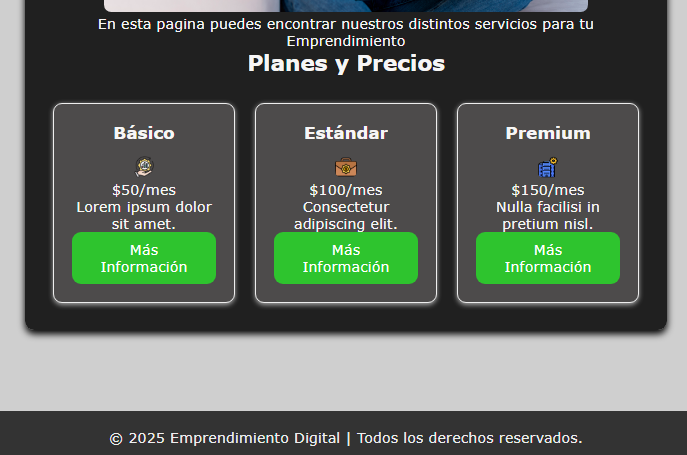 En esta pagina puedes encontrar nuestros distintos servicios para tu
Emprendimiento
Planes y Precios
Básico
$50/mes
Lorem ipsum dolor
sit amet.
Más
Información
Estándar
$100/mes
Consectetur
adipiscing elit.
Más
Información
Premium
$150/mes
Nulla facilisi in
pretium nisl.
Más
Información
© 2025 Emprendimiento Digital | Todos los derechos reservados.